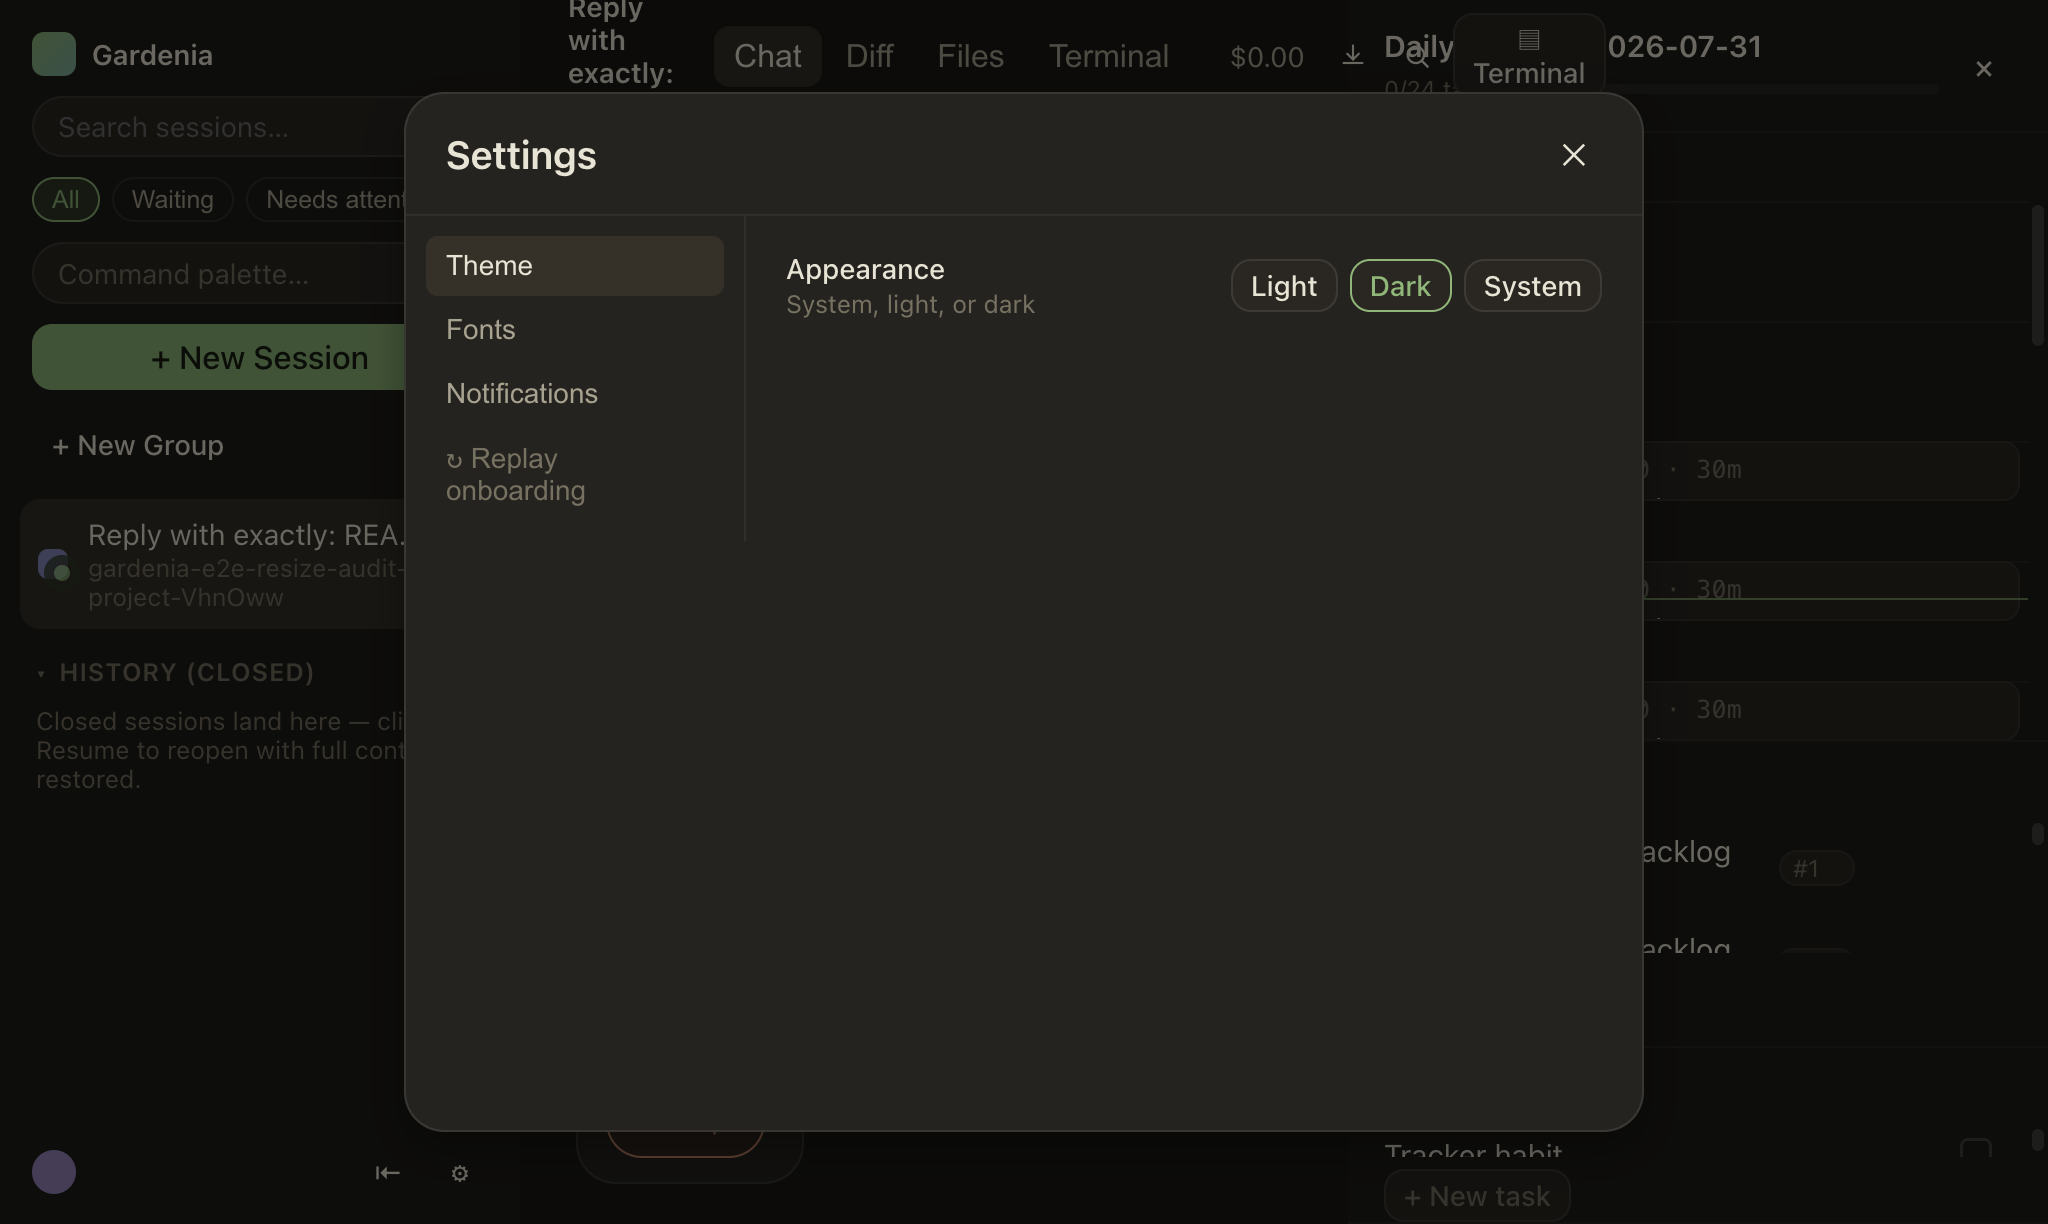 Gardenia
Search sessions...
All
Waiting
Needs
Command palette...
+ New Session
+ New Group
Reply with exactly: REA.
gardenia-e2e-resize-audit-
project-VhnOww
HISTORY (CLOSED)
Closed sessions land here —
Resume to reopen with full
restored.
Reply
with
exactly:
Chat
Diff
Files
Terminal
$0.00
Daily
Terminal
026-07-31
0/24
Settings
Theme
Fonts
Notifications
↻ Replay
onboarding
Appearance
System, light, or dark
Light
Dark
System
· 30m
· 30m
· 30m
acklog
#1
acklog
Tracker habit
+ New task